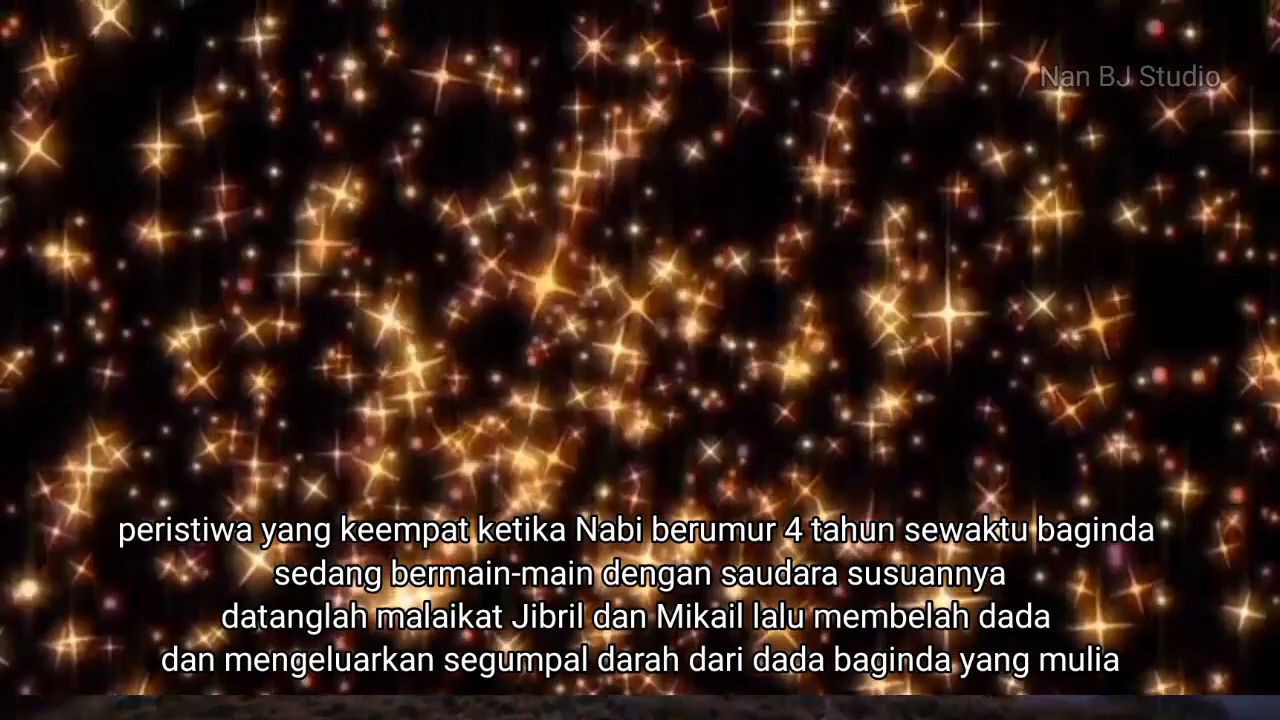 Nan BJ Studio
peristiwa yang keempat ketika Nabi berumur 4 tahun sewaktu baginda
sedang bermain-main dengan saudara susuannya
datanglah malaikat Jibril dan Mikail lalu membelah dada
dan mengeluarkan segumpal darah dari dada baginda yang mulia